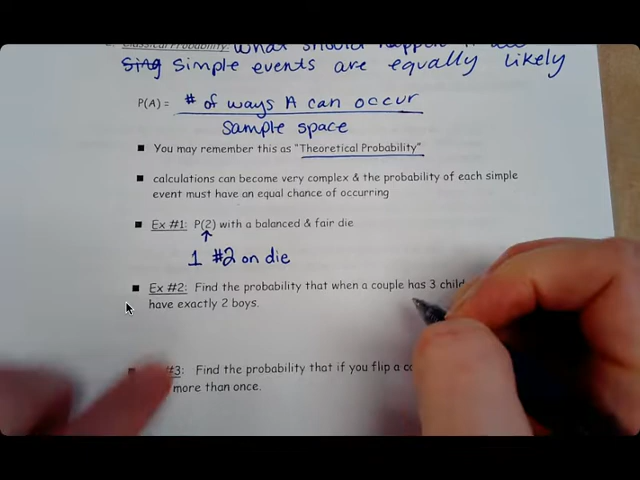 Classical Probability: What should happen
Sing simple events are equally likely
P(A) = # of ways A can occur
Sample space
■ You may remember this as "Theoretical Probability"
■ calculations can become very complex & the probability of each simple
event must have an equal chance of occurring
■ Ex #1: P(2) with a balanced & fair die
↑
1 #2 on die
■ Ex #2: Find the probability that when a couple has 3 child
have exactly 2 boys.
#3: Find the probability that if you flip a
more than once.